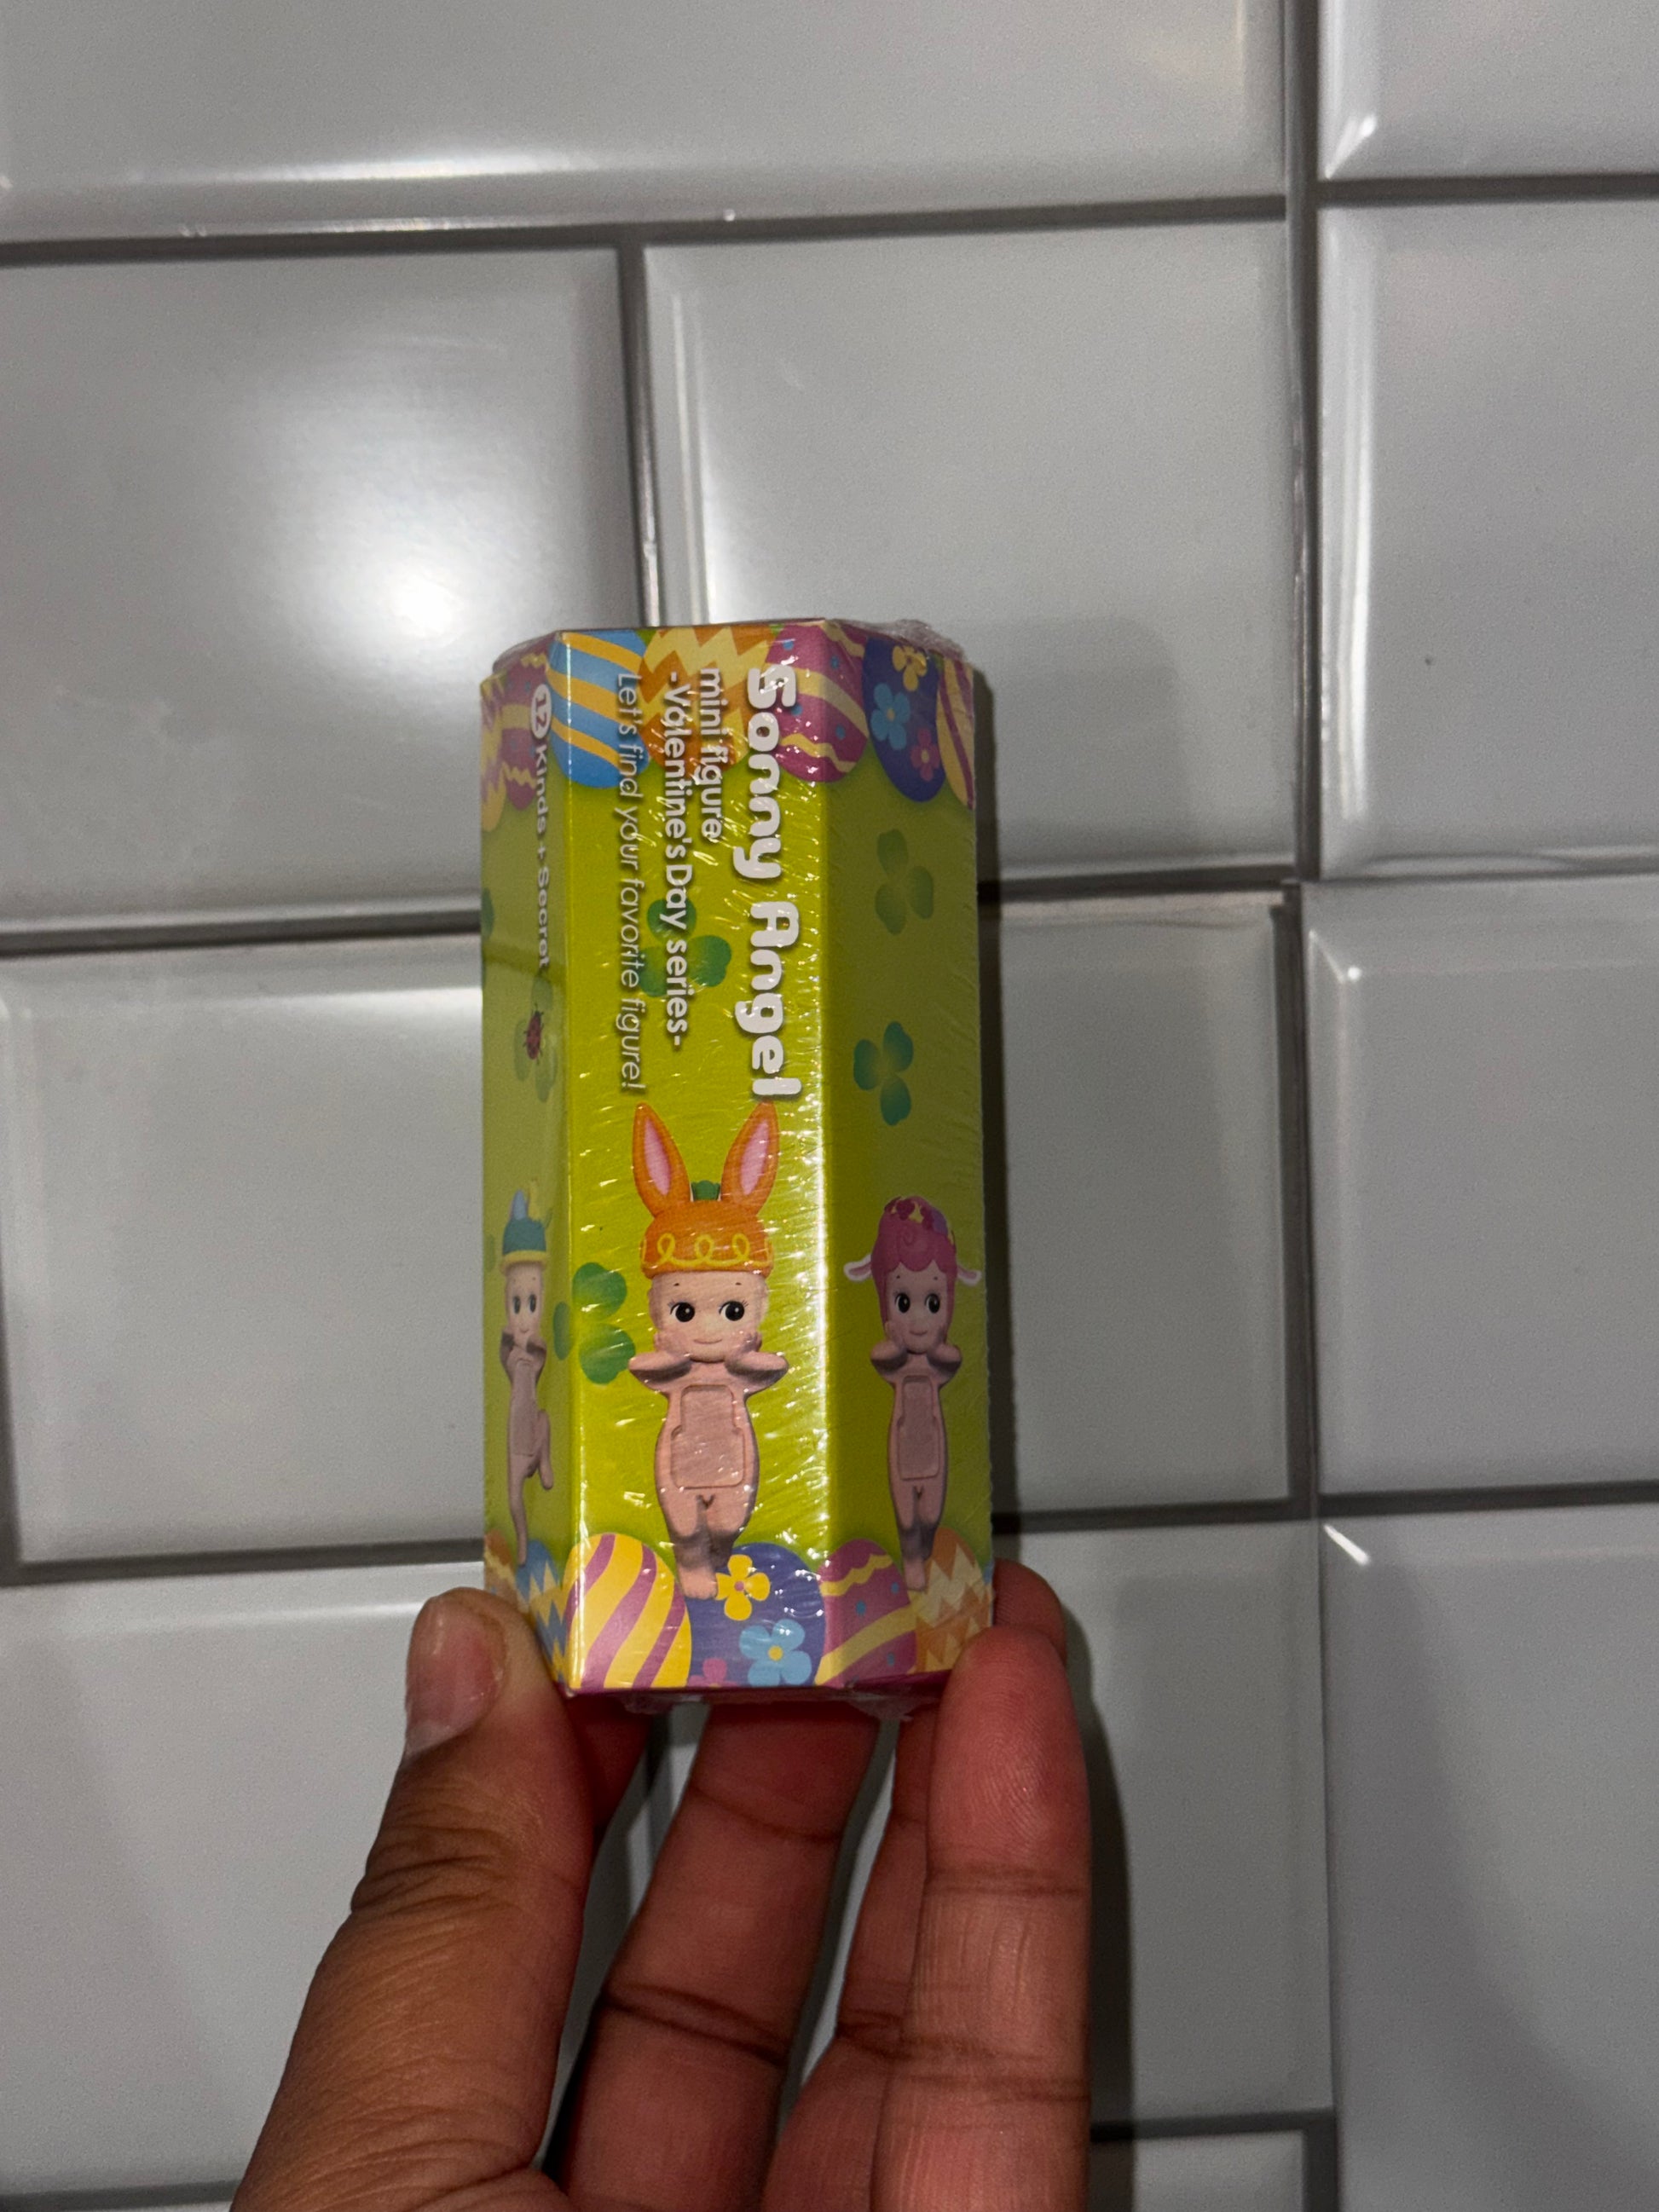 Sonny Angel
mini figure
-Valentine's Day series-
Let's find your favorite figure!
12 Kinds + Secret